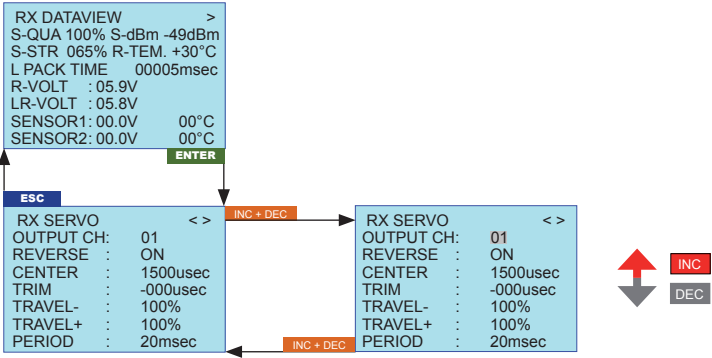 RX DATAVIEW >
S-QUA 100% S-dBm -49dBm
S-STR 065% R-TEM. +30°C
L PACK TIME 00005msec
R-VOLT : 05.9V
LR-VOLT : 05.8V
SENSOR1: 00.0V 00°C
SENSOR2: 00.0V 00°C
ENTER
ESC
RX SERVO < >
OUTPUT CH: 01
REVERSE : ON
CENTER : 1500usec
TRIM : -000usec
TRAVEL- : 100%
TRAVEL+ : 100%
PERIOD : 20msec
INC + DEC
RX SERVO < >
OUTPUT CH: 01
REVERSE : ON
CENTER : 1500usec
TRIM : -000usec
TRAVEL- : 100%
TRAVEL+ : 100%
PERIOD : 20msec
INC + DEC
INC
DEC